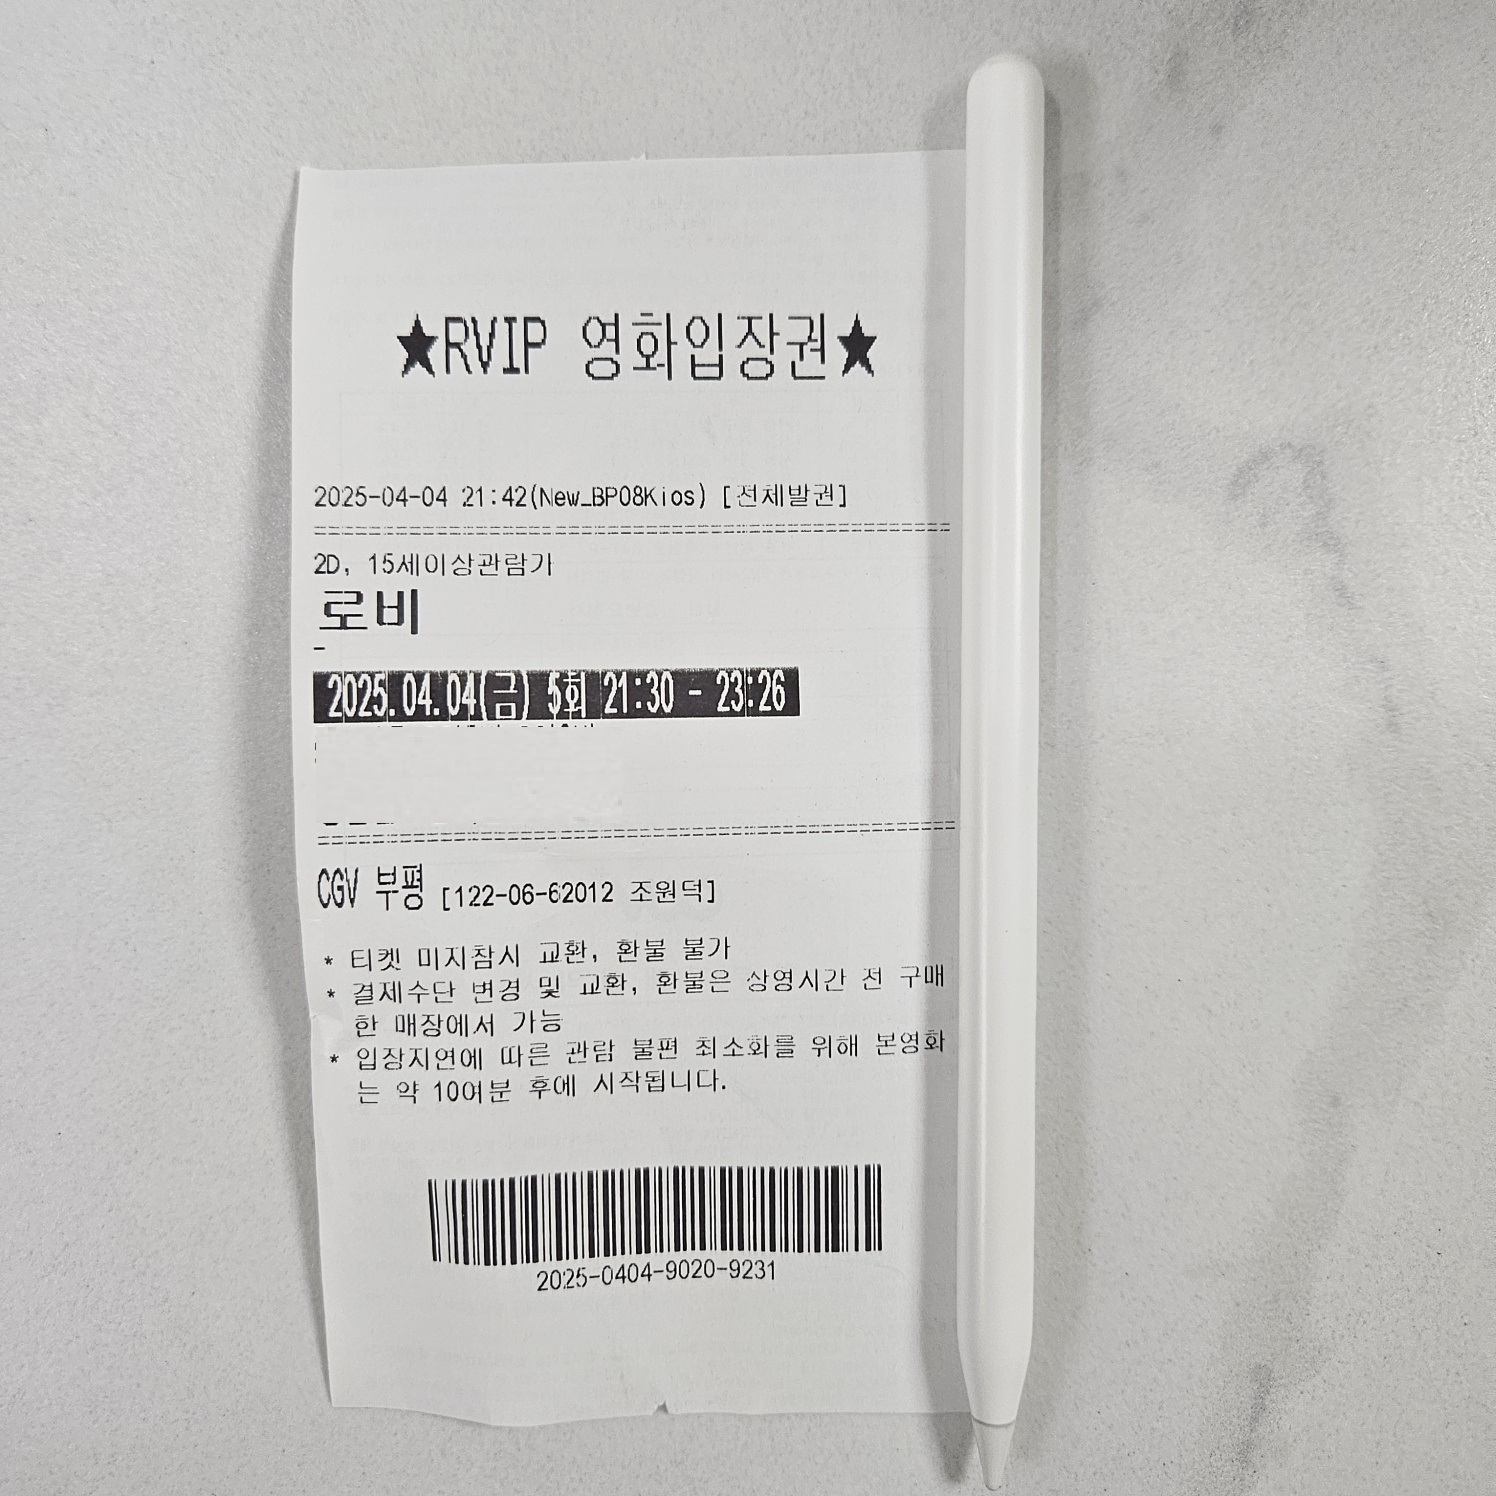 ★RVIP 영화입장권★
2025-04-04 21:42(New_BP08Kios) [전체발권]
2D, 15세이상관람가
로비
-
2025.04.04(금) 5회 21:30 - 23:26
CGV 부평 [122-06-62012 조원덕]
* 티켓 미지참시 교환, 환불 불가
* 결제수단 변경 및 교환, 환불은 상영시간 전 구매
한 매장에서 가능
* 입장지연에 따른 관람 불편 최소화를 위해 본영화
는 약 10여분 후에 시작됩니다.
2025-0404-9020-9231